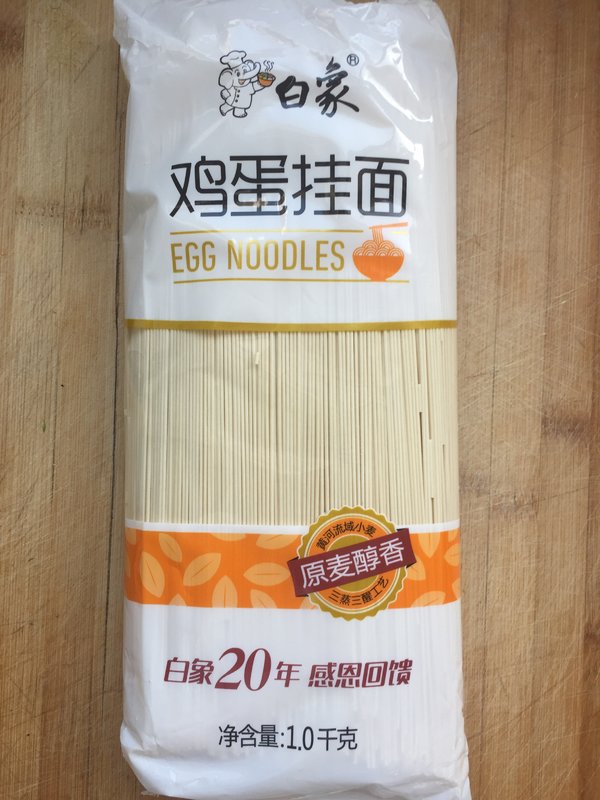 白象®
鸡蛋挂面
EGG NOODLES
黄河流域小麦
原麦醇香
三蒸三醒工艺
白象20年 感恩回馈
净含量:1.0千克